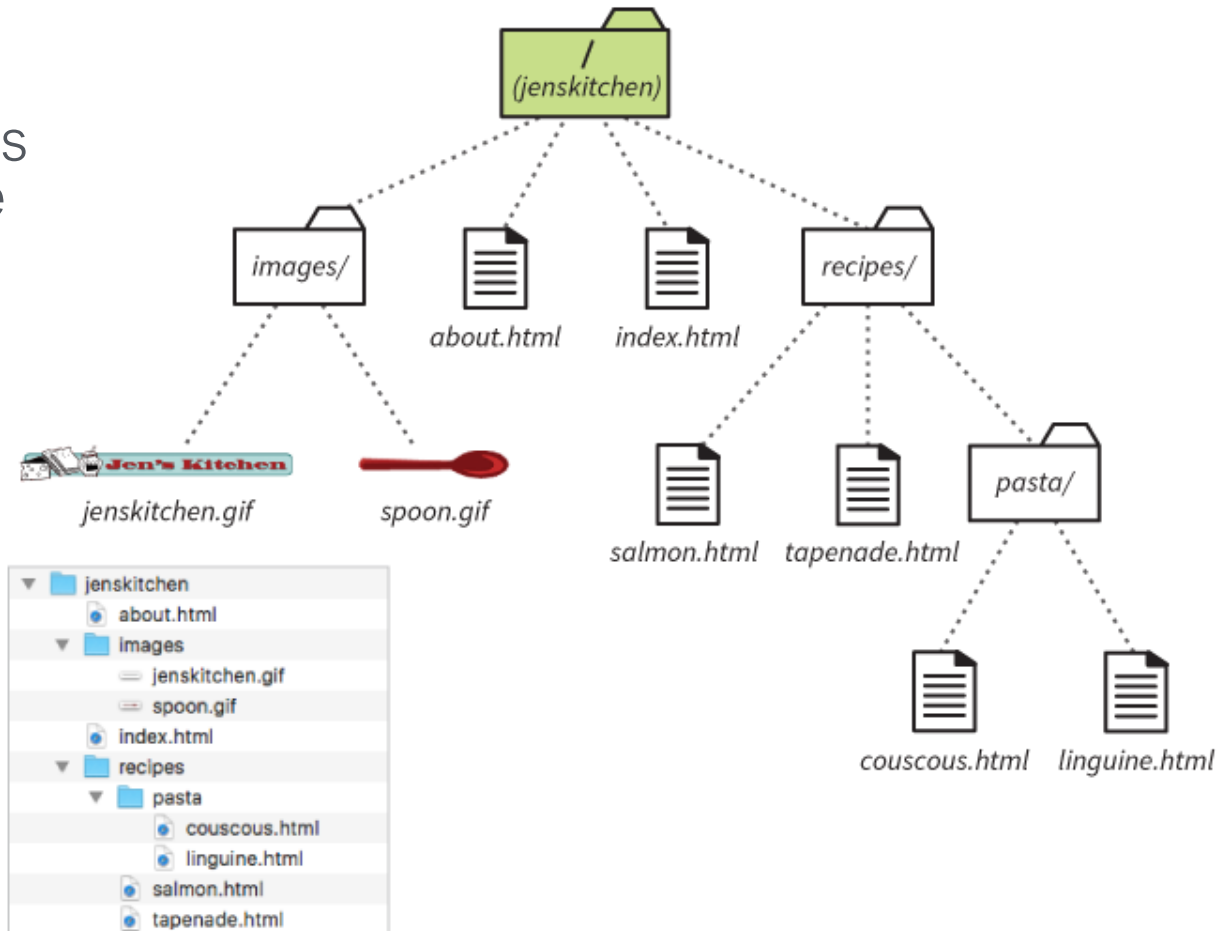 s
e
/
(jenskitchen)
images/
about.html
index.html
recipes/
Jen's Kitchen
jenskitchen.gif
spoon.gif
salmon.html
tapenade.html
pasta/
couscous.html
linguine.html
jenskitchen
about.html
images
jenskitchen.gif
spoon.gif
index.html
recipes
pasta
couscous.html
linguine.html
salmon.html
tapenade.html